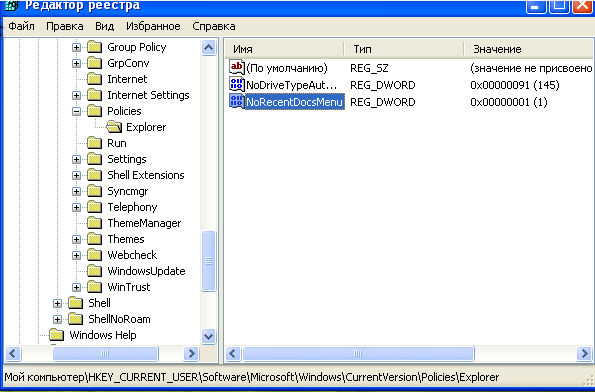 Редактор реестра
Файл Правка Вид Избранное Справка
Group Policy
GrpConv
Internet
Internet Settings
Policies
Explorer
Run
Settings
Shell Extensions
Syncmgr
Telephony
ThemeManager
Themes
Webcheck
WindowsUpdate
WinTrust
Shell
ShellNoRoam
Windows Help
Имя Тип Значение
ab (По умолчанию) REG_SZ (значение не присвоено
NoDriveTypeAut... REG_DWORD 0x00000091 (145)
NoRecentDocsMenu REG_DWORD 0x00000001 (1)
Мой компьютер\HKEY_CURRENT_USER\Software\Microsoft\Windows\CurrentVersion\Policies\Explorer